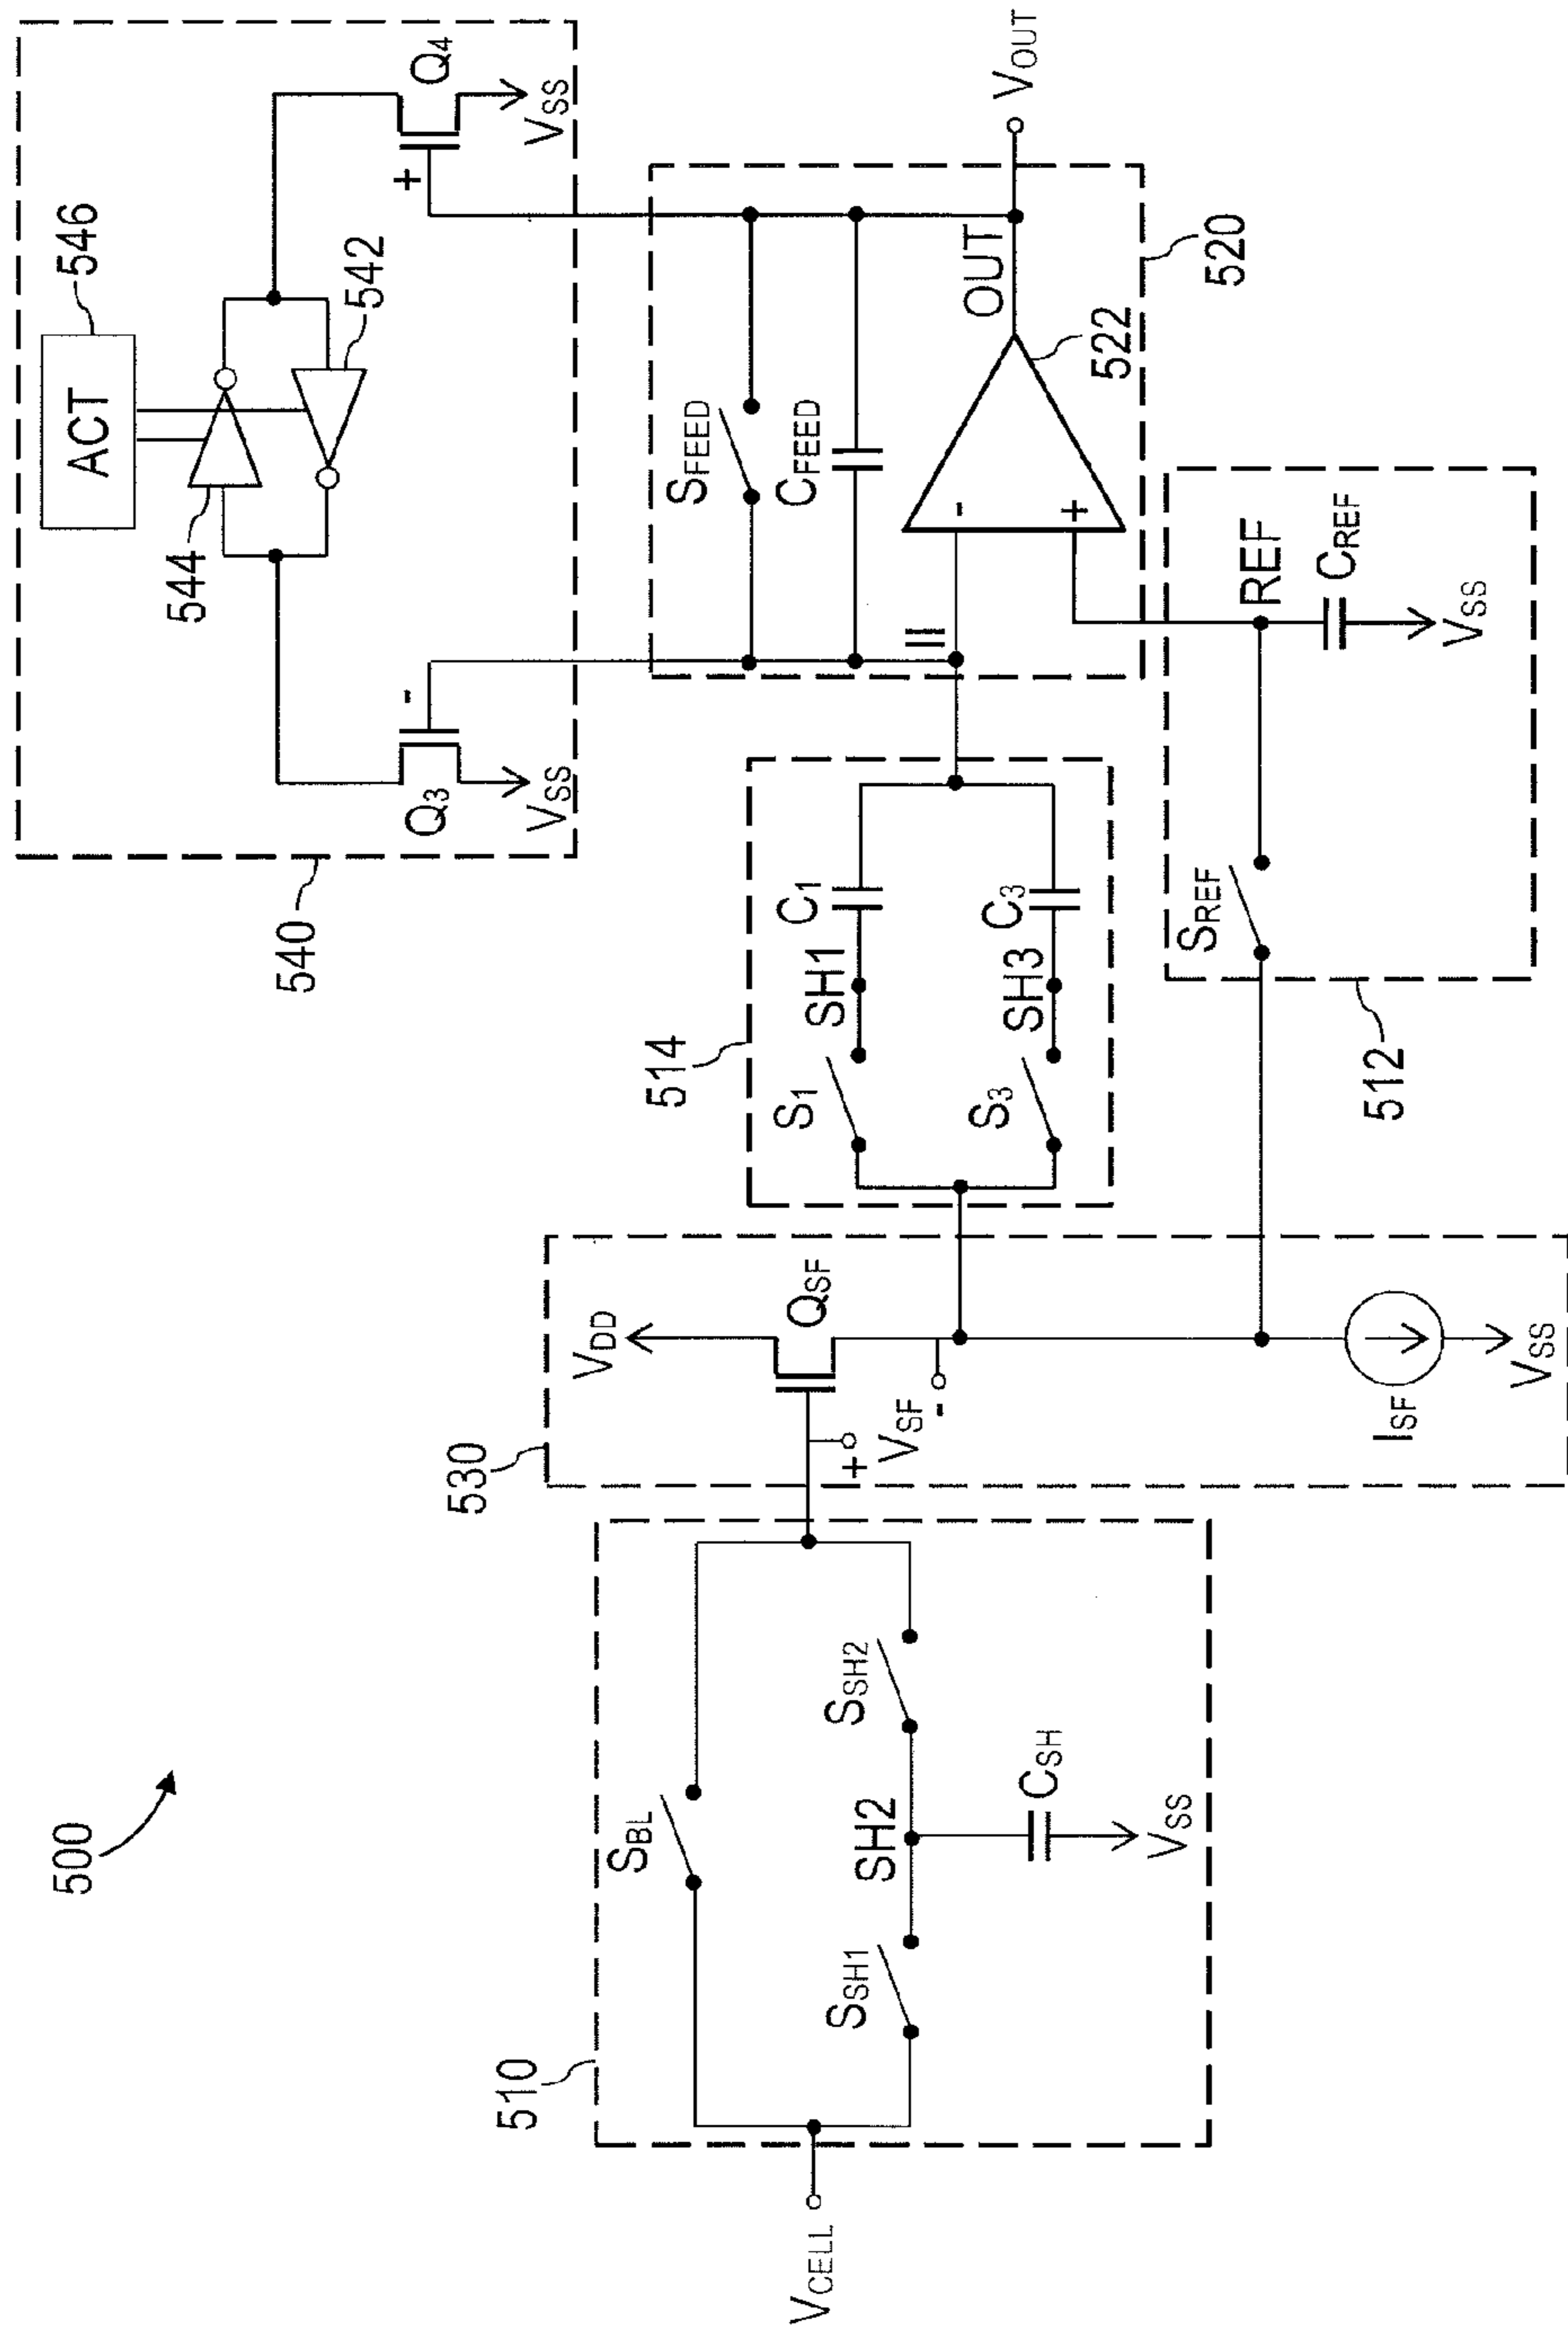 500
546
ACT
544
542
Q3
-
VSS
+
Q4
VSS
540
510
VCELL
SBL
SSH1
SH2
SSH2
CSH
VSS
530
VDD
QSF
+
VSF
-
ISF
VSS
514
S1
SH1
C1
S3
SH3
C3
SFEED
CFEED
II
-
+
OUT
VOUT
522
520
SREF
REF
CREF
VSS
512